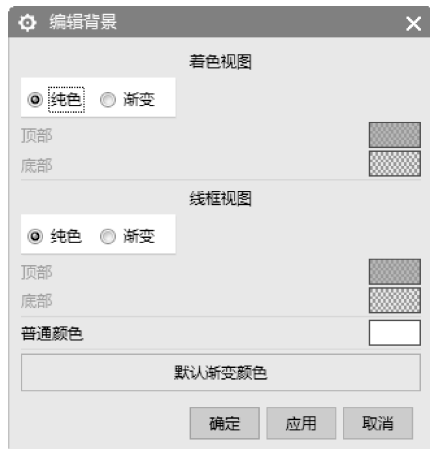 编辑背景
着色视图
纯色 渐变
顶部
底部
线框视图
纯色 渐变
顶部
底部
普通颜色
默认渐变颜色
确定 应用 取消